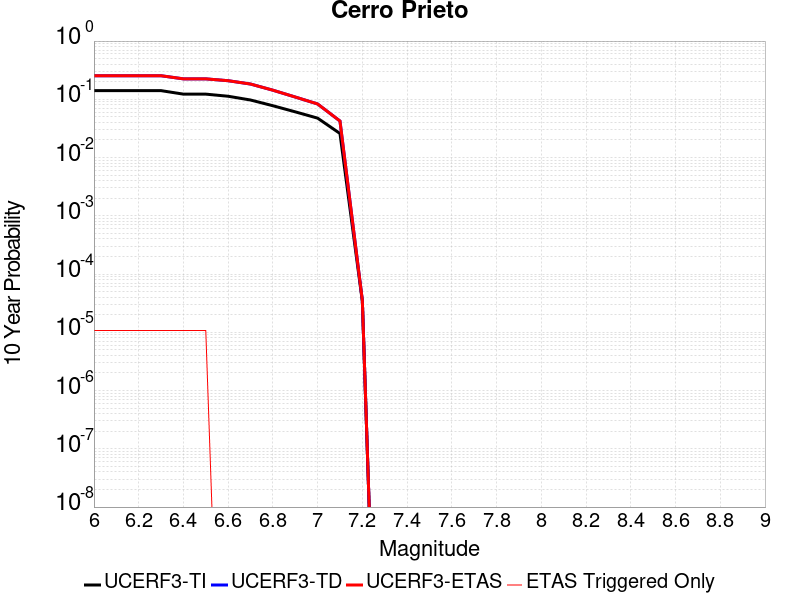 Cerro Prieto
10 Year Probability
10^0
10^-1
10^-2
10^-3
10^-4
10^-5
10^-6
10^-7
10^-8
6 6.2 6.4 6.6 6.8 7 7.2 7.4 7.6 7.8 8 8.2 8.4 8.6 8.8 9
Magnitude
UCERF3-TI UCERF3-TD UCERF3-ETAS ETAS Triggered Only